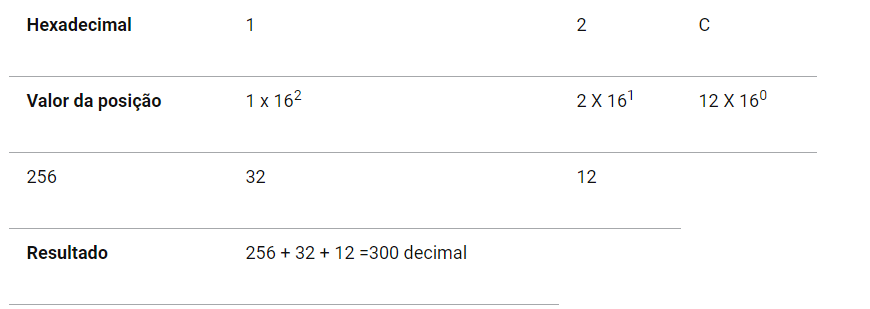 Hexadecimal 1 2 C
Valor da posição 1 x 16² 2 X 16¹ 12 X 16⁰
256 32 12
Resultado 256 + 32 + 12 =300 decimal